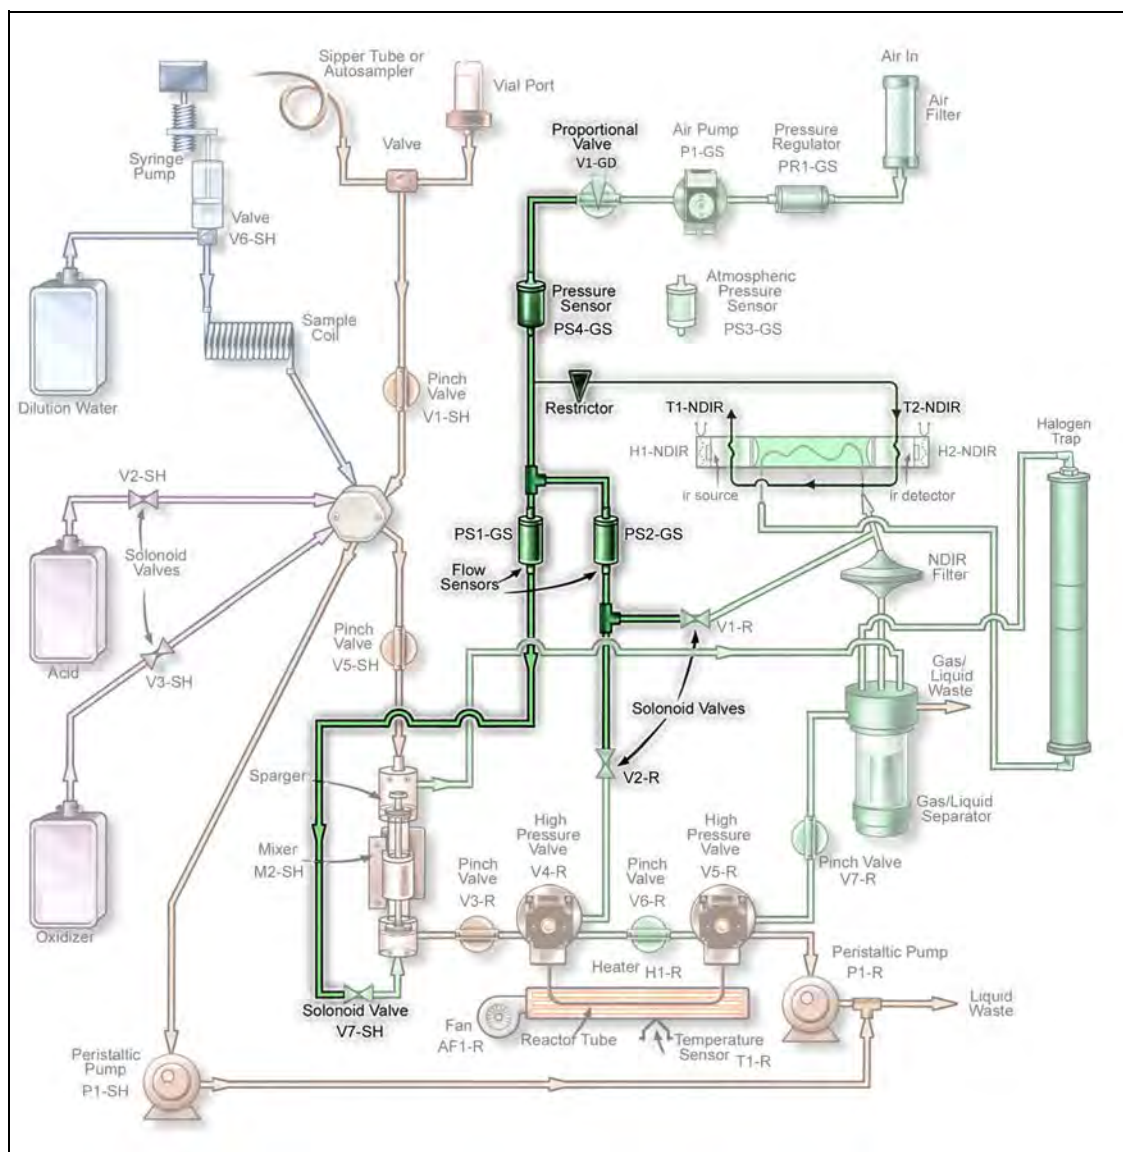 Sipper Tube or
Autosampler
Vial Port
Air In
Air
Filter
Proportional
Valve
V1-GD
Air Pump
P1-GS
Pressure
Regulator
PR1-GS
Syringe
Pump
Valve
Valve
V6-SH
Pressure
Sensor
PS4-GS
Atmospheric
Pressure
Sensor
PS3-GS
Sample
Coil
Dilution Water
Pinch
Valve
V1-SH
Restrictor
T1-NDIR
T2-NDIR
Halogen
Trap
H1-NDIR
H2-NDIR
ir source
ir detector
V2-SH
Solonoid
Valves
PS1-GS
PS2-GS
Flow
Sensors
NDIR
Filter
V1-R
Acid
V3-SH
Pinch
Valve
V5-SH
Gas/
Liquid
Waste
Solonoid Valves
V2-R
Sparger
Gas/Liquid
Separator
High
Pressure
Valve
V4-R
High
Pressure
Valve
V5-R
Mixer
M2-SH
Pinch
Valve
V3-R
Pinch
Valve
V6-R
Pinch Valve
V7-R
Oxidizer
Heater H1-R
Peristaltic Pump
P1-R
Solonoid Valve
V7-SH
Fan
AF1-R
Reactor Tube
Temperature
Sensor T1-R
Liquid
Waste
Peristaltic
Pump
P1-SH